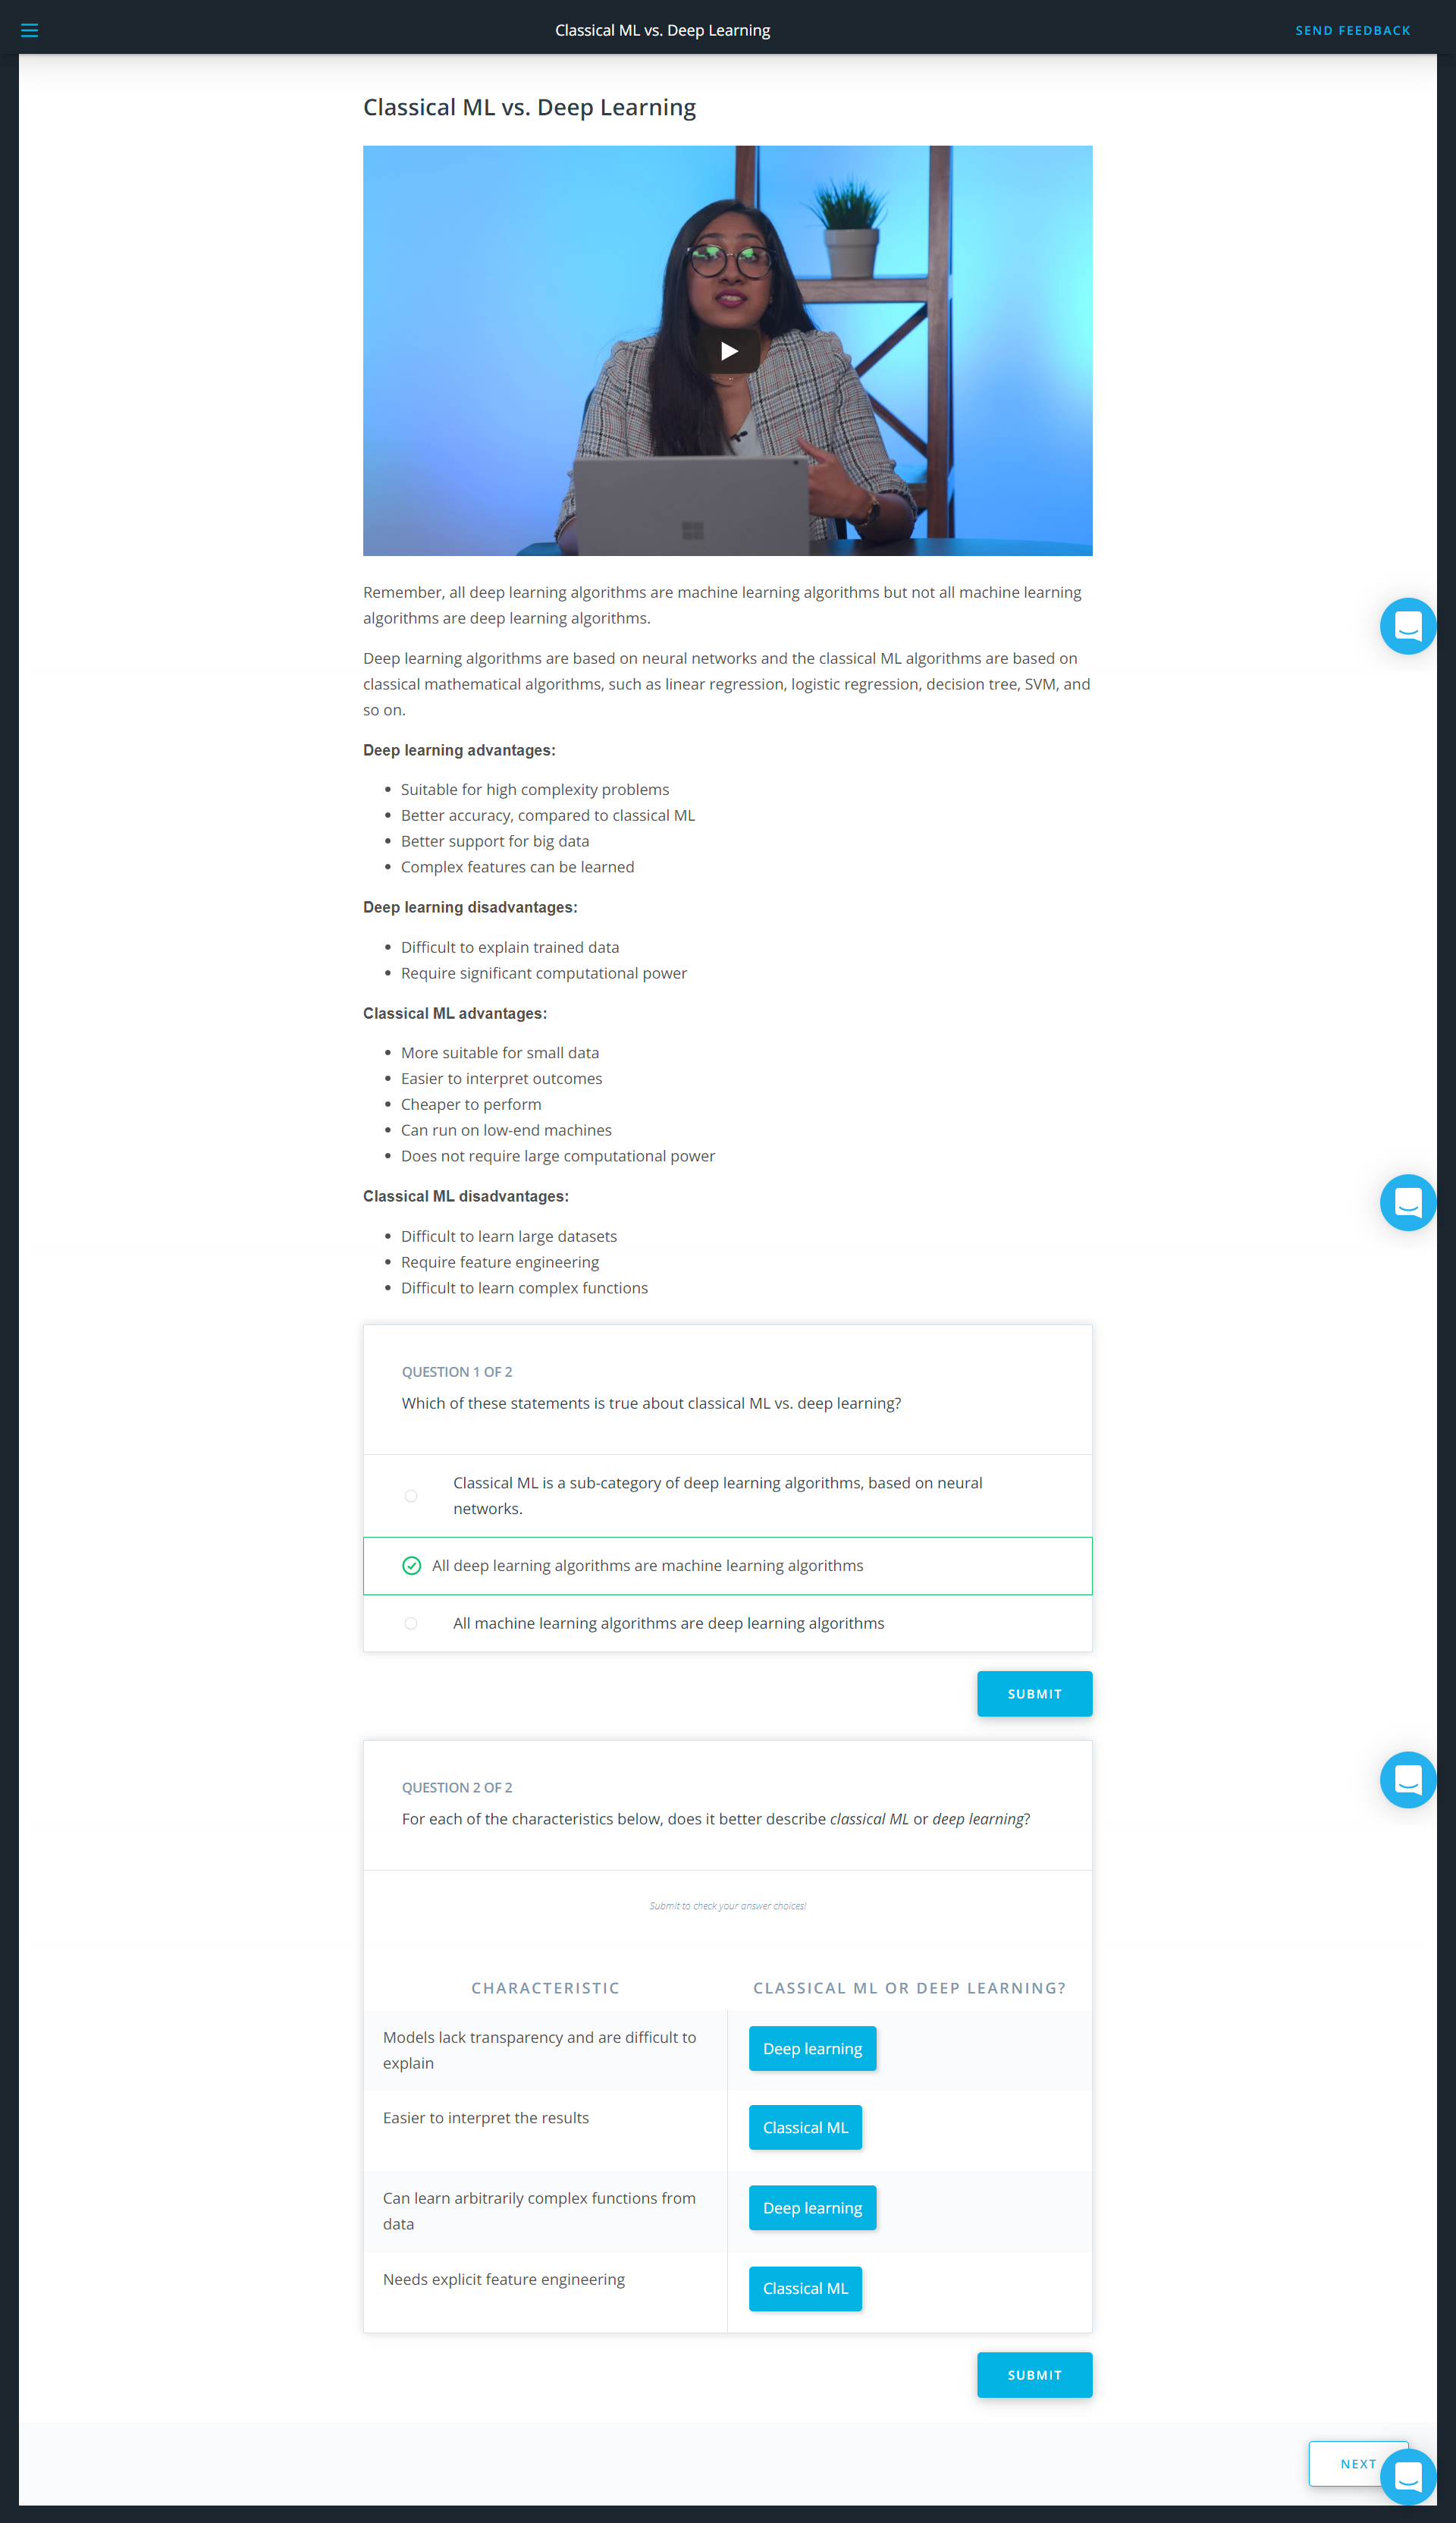 Classical ML vs. Deep Learning
SEND FEEDBACK
Classical ML vs. Deep Learning
Remember, all deep learning algorithms are machine learning algorithms but not all machine learning
algorithms are deep learning algorithms.
Deep learning algorithms are based on neural networks and the classical ML algorithms are based on
classical mathematical algorithms, such as linear regression, logistic regression, decision tree, SVM, and
so on.
Deep learning advantages:
Suitable for high complexity problems
Better accuracy, compared to classical ML
Better support for big data
Complex features can be learned
Deep learning disadvantages:
Difficult to explain trained data
Require significant computational power
Classical ML advantages:
More suitable for small data
Easier to interpret outcomes
Cheaper to perform
Can run on low-end machines
Does not require large computational power
Classical ML disadvantages:
Difficult to learn large datasets
Require feature engineering
Difficult to learn complex functions
QUESTION 1 OF 2
Which of these statements is true about classical ML vs. deep learning?
Classical ML is a sub-category of deep learning algorithms, based on neural
networks.
All deep learning algorithms are machine learning algorithms
All machine learning algorithms are deep learning algorithms
SUBMIT
QUESTION 2 OF 2
For each of the characteristics below, does it better describe classical ML or deep learning?
Submit to check your answer choices!
CHARACTERISTIC
CLASSICAL ML OR DEEP LEARNING?
Models lack transparency and are difficult to
explain
Deep learning
Easier to interpret the results
Classical ML
Can learn arbitrarily complex functions from
data
Deep learning
Needs explicit feature engineering
Classical ML
SUBMIT
NEXT